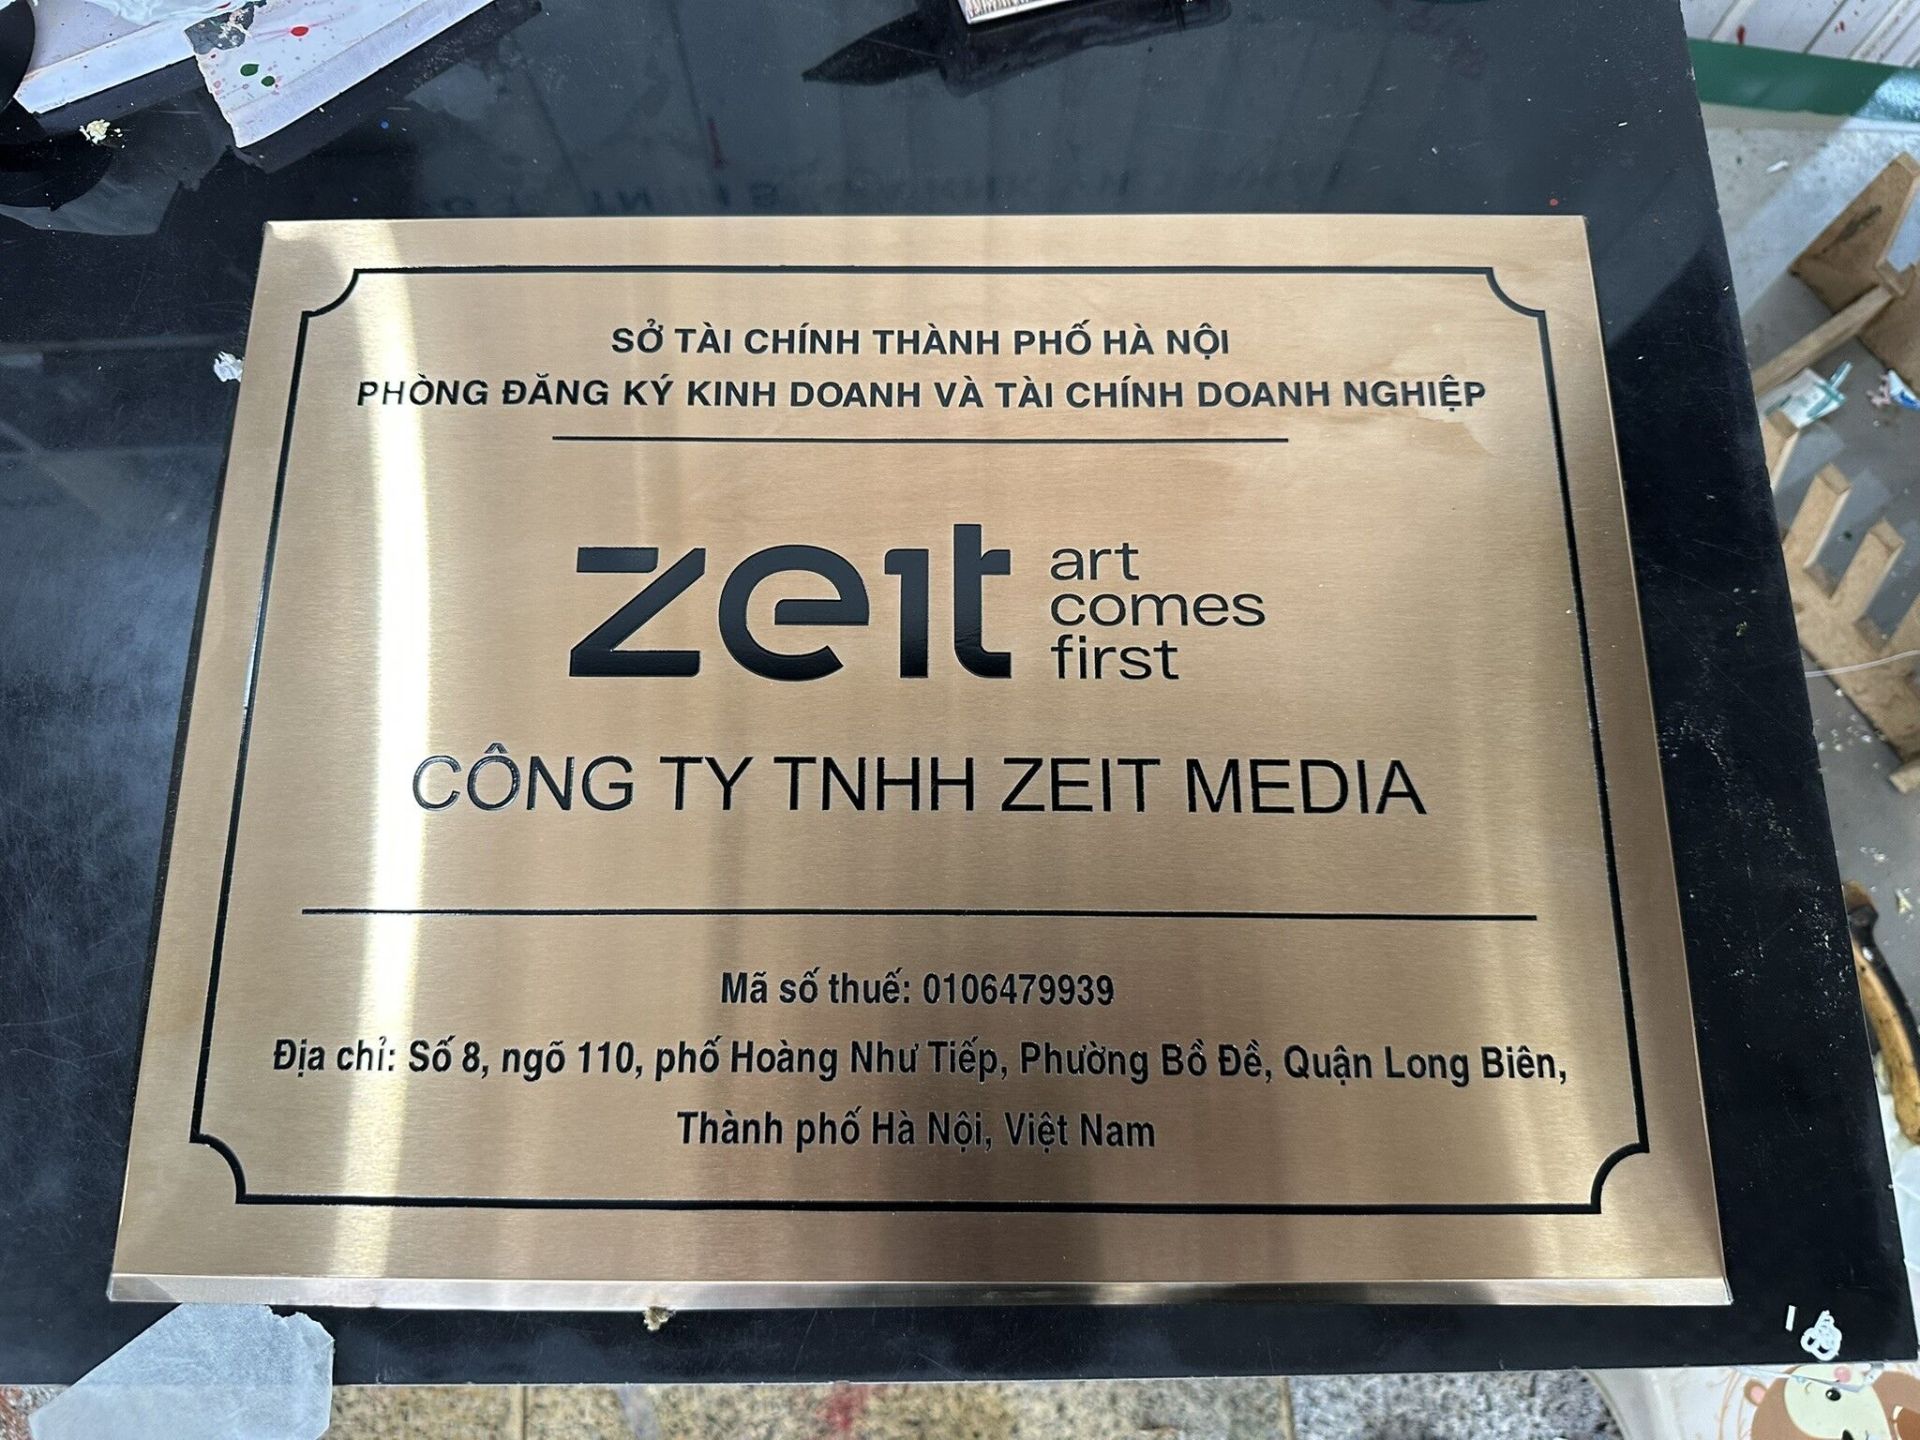 SỞ TÀI CHÍNH THÀNH PHỐ HÀ NỘI
PHÒNG ĐĂNG KÝ KINH DOANH VÀ TÀI CHÍNH DOANH NGHIỆP
zeit
art
comes
first
CÔNG TY TNHH ZEIT MEDIA
Mã số thuế: 0106479939
Địa chỉ: Số 8, ngõ 110, phố Hoàng Như Tiếp, Phường Bồ Đề, Quận Long Biên,
Thành phố Hà Nội, Việt Nam